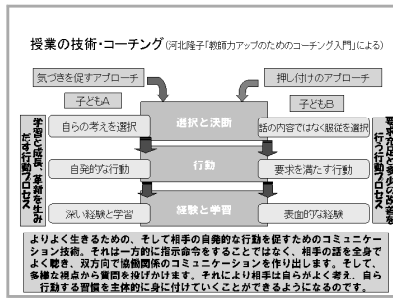 授業の技術・コーチング(河北隆子「教師力アップのためのコーチング入門」による)
気づきを促すアプローチ
押し付けのアプローチ
子どもA
子どもB
自らの考えを選択
選択と決断
話の内容ではなく服従を選択
自発的な行動
行動
要求を満たす行動
深い経験と学習
経験と学習
表面的な経験
学習と成長、革新を生み
だす行動プロセス
要求充足と多少の改善を
行う行動プロセス
よりよく生きるための、そして相手の自発的な行動を促すためのコミュニケー
ション技術。それは一方的に指示命令をすることではなく、相手の話を全身で
よく聴き、双方向で協働関係のコミュニケーションを作り出します。そして、
多様な視点から質問を投げかけます。それにより相手は自らがよく考え、自ら
行動する習慣を主体的に身に付けていくことができるようになるのです。